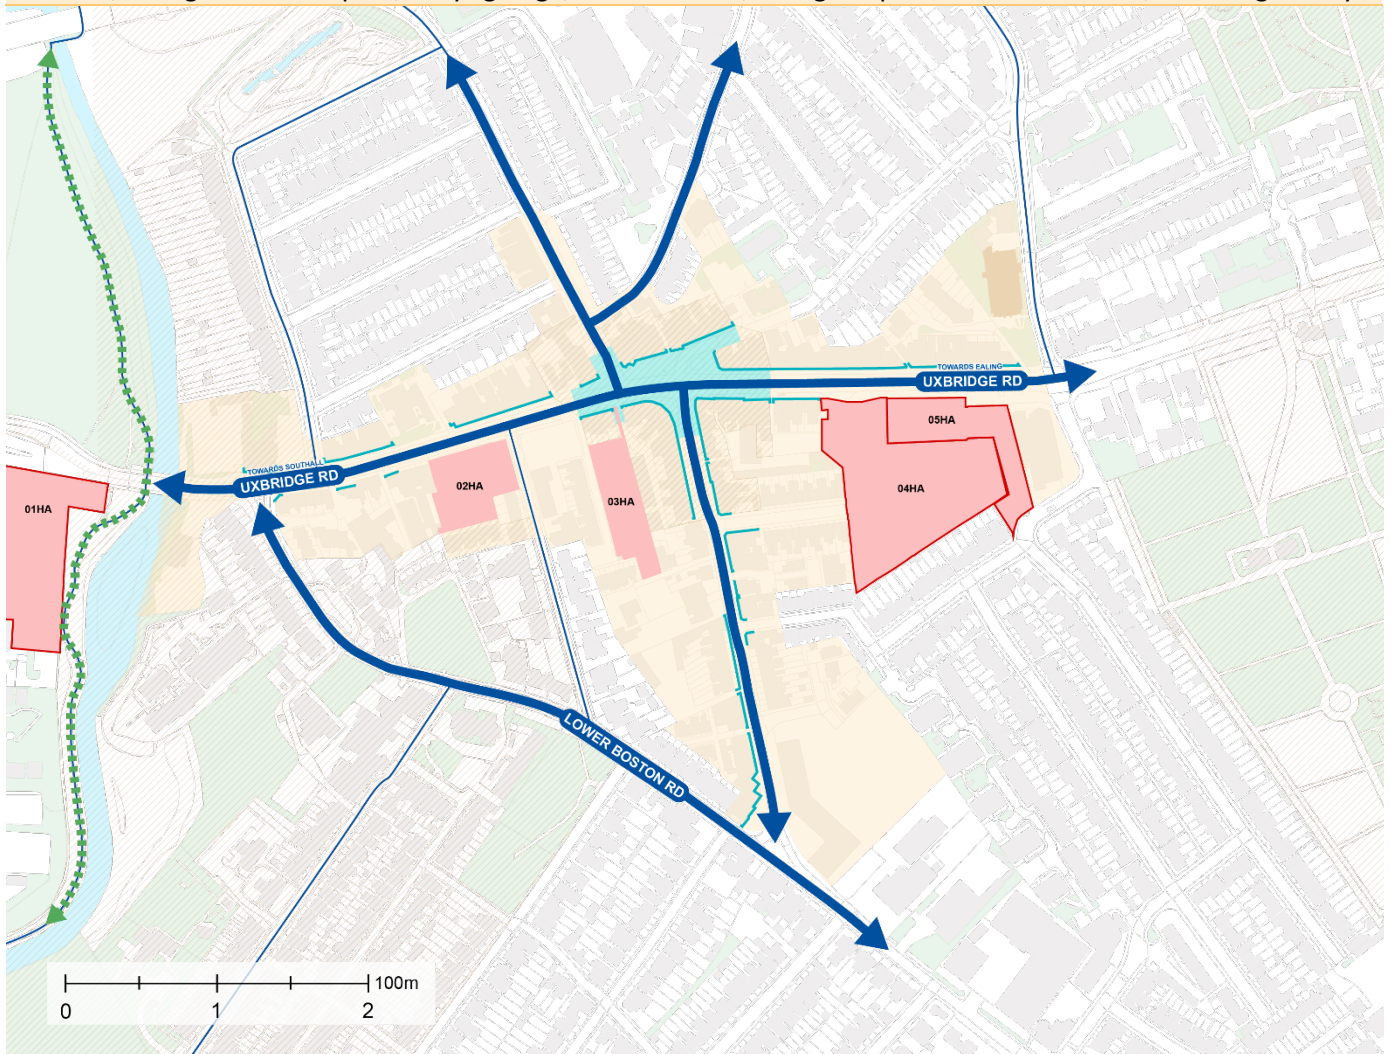 TOWARDS EALING
UXBRIDGE RD
05HA
TOWARDS SOUTHALL
UXBRIDGE RD
02HA
03HA
04HA
01HA
LOWER BOSTON RD
100m
0 1 2